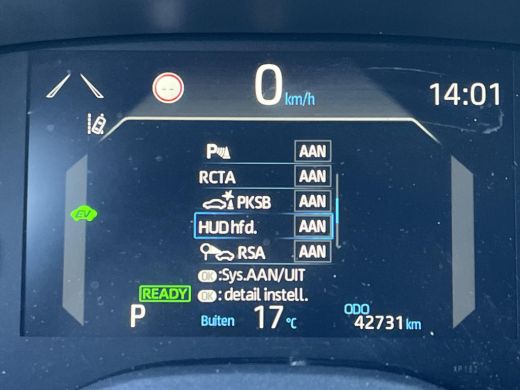 0 km/h
14:01
P AAN
RCTA AAN
PKSB AAN
HUD hfd. AAN
RSA AAN
OK :Sys.AAN/UIT
OK : detail instell.
EV
READY
P
Buiten 17 °C
ODO
42731 km
XP182